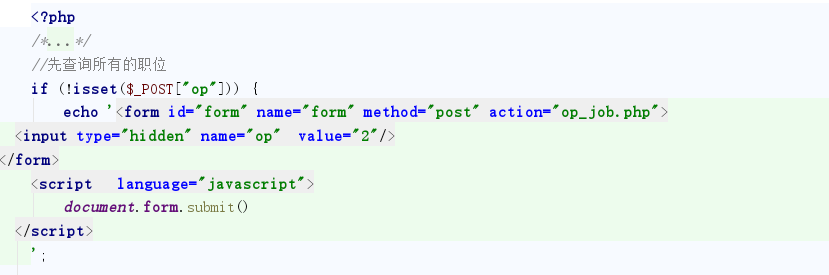 <?php
/*...*/
//先查询所有的职位
if (!isset($_POST["op"])) {
echo '<form id="form" name="form" method="post" action="op_job.php">
<input type="hidden" name="op"  value="2"/>
</form>
<script   language="javascript">
document.form.submit()
</script>
';